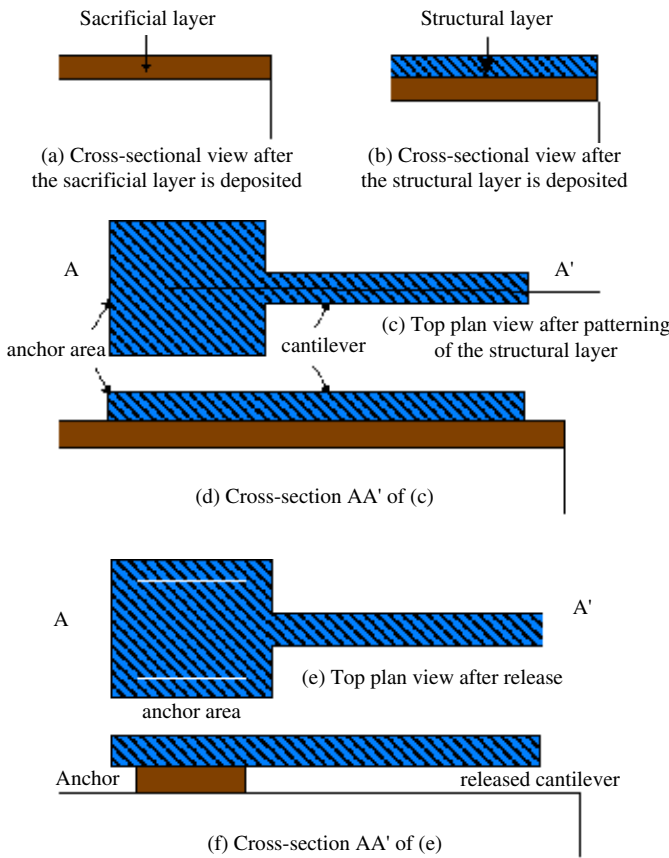 Sacrificial layer
Structural layer
(a) Cross-sectional view after
the sacrificial layer is deposited
(b) Cross-sectional view after
the structural layer is deposited
A
A'
(c) Top plan view after patterning
of the structural layer
anchor area
cantilever
(d) Cross-section AA' of (c)
A
A'
(e) Top plan view after release
anchor area
Anchor
released cantilever
(f) Cross-section AA' of (e)